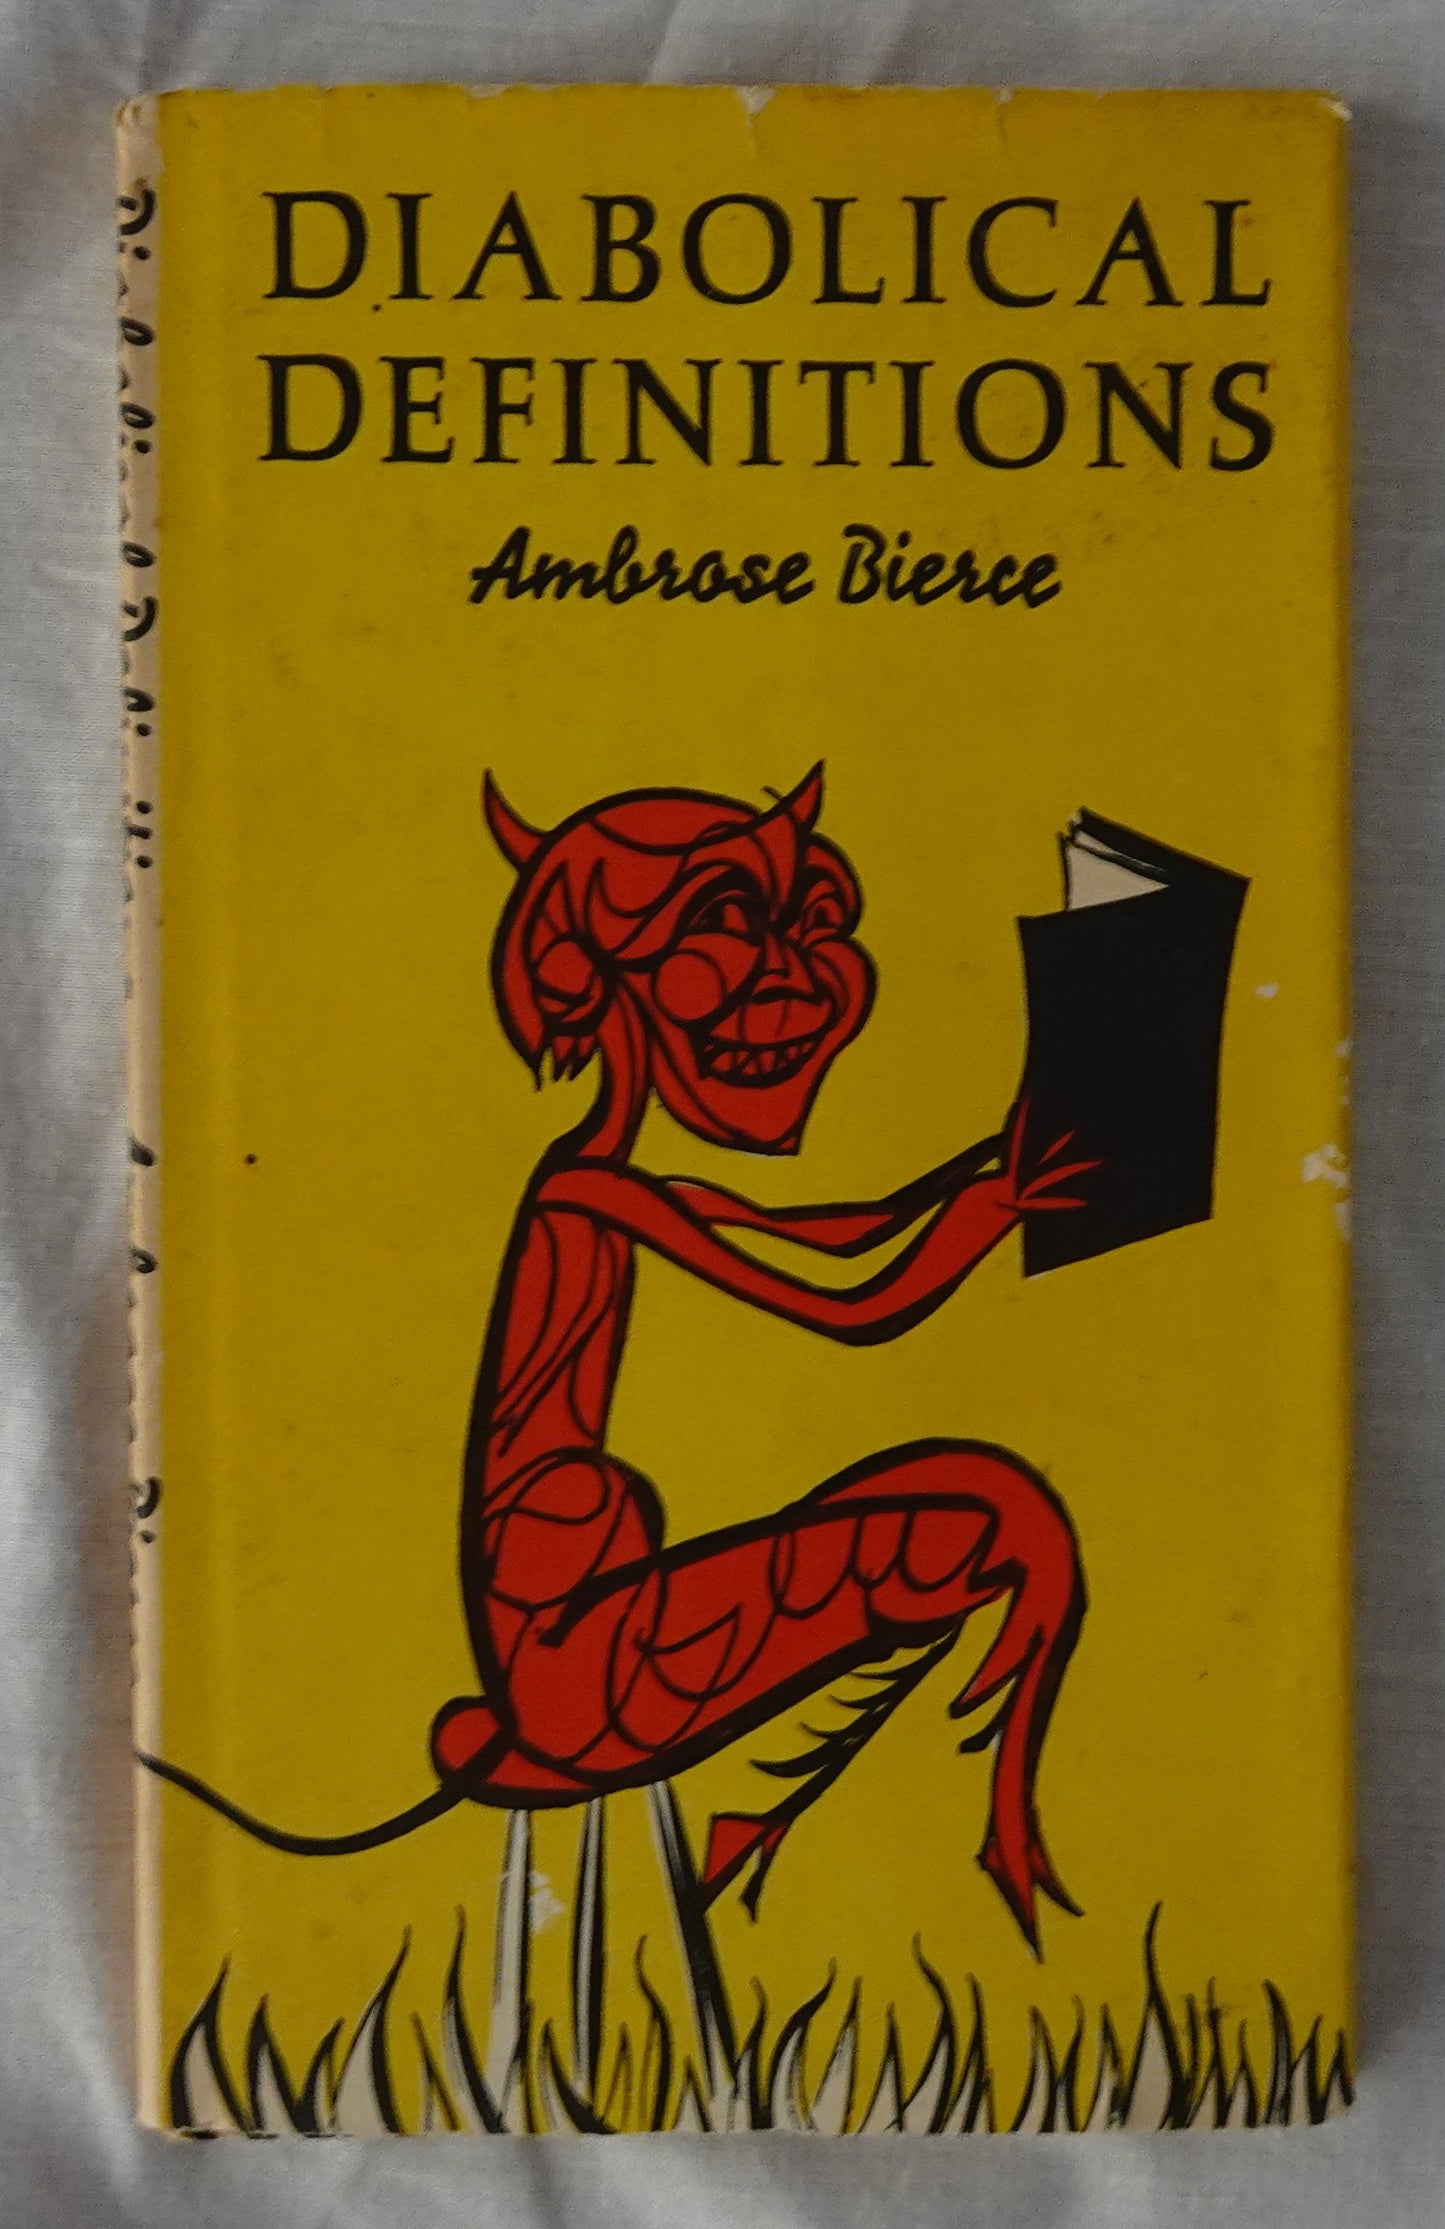 DIABOLICAL
DEFINITIONS
Ambrose Bierce